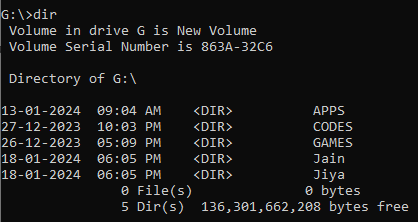 G:\>dir
 Volume in drive G is New Volume
 Volume Serial Number is 863A-32C6

 Directory of G:\

13-01-2024  09:04 AM    <DIR>          APPS
27-12-2023  10:03 PM    <DIR>          CODES
26-12-2023  05:09 PM    <DIR>          GAMES
18-01-2024  06:05 PM    <DIR>          Jain
18-01-2024  06:05 PM    <DIR>          Jiya
               0 File(s)              0 bytes
               5 Dir(s)  136,301,662,208 bytes free